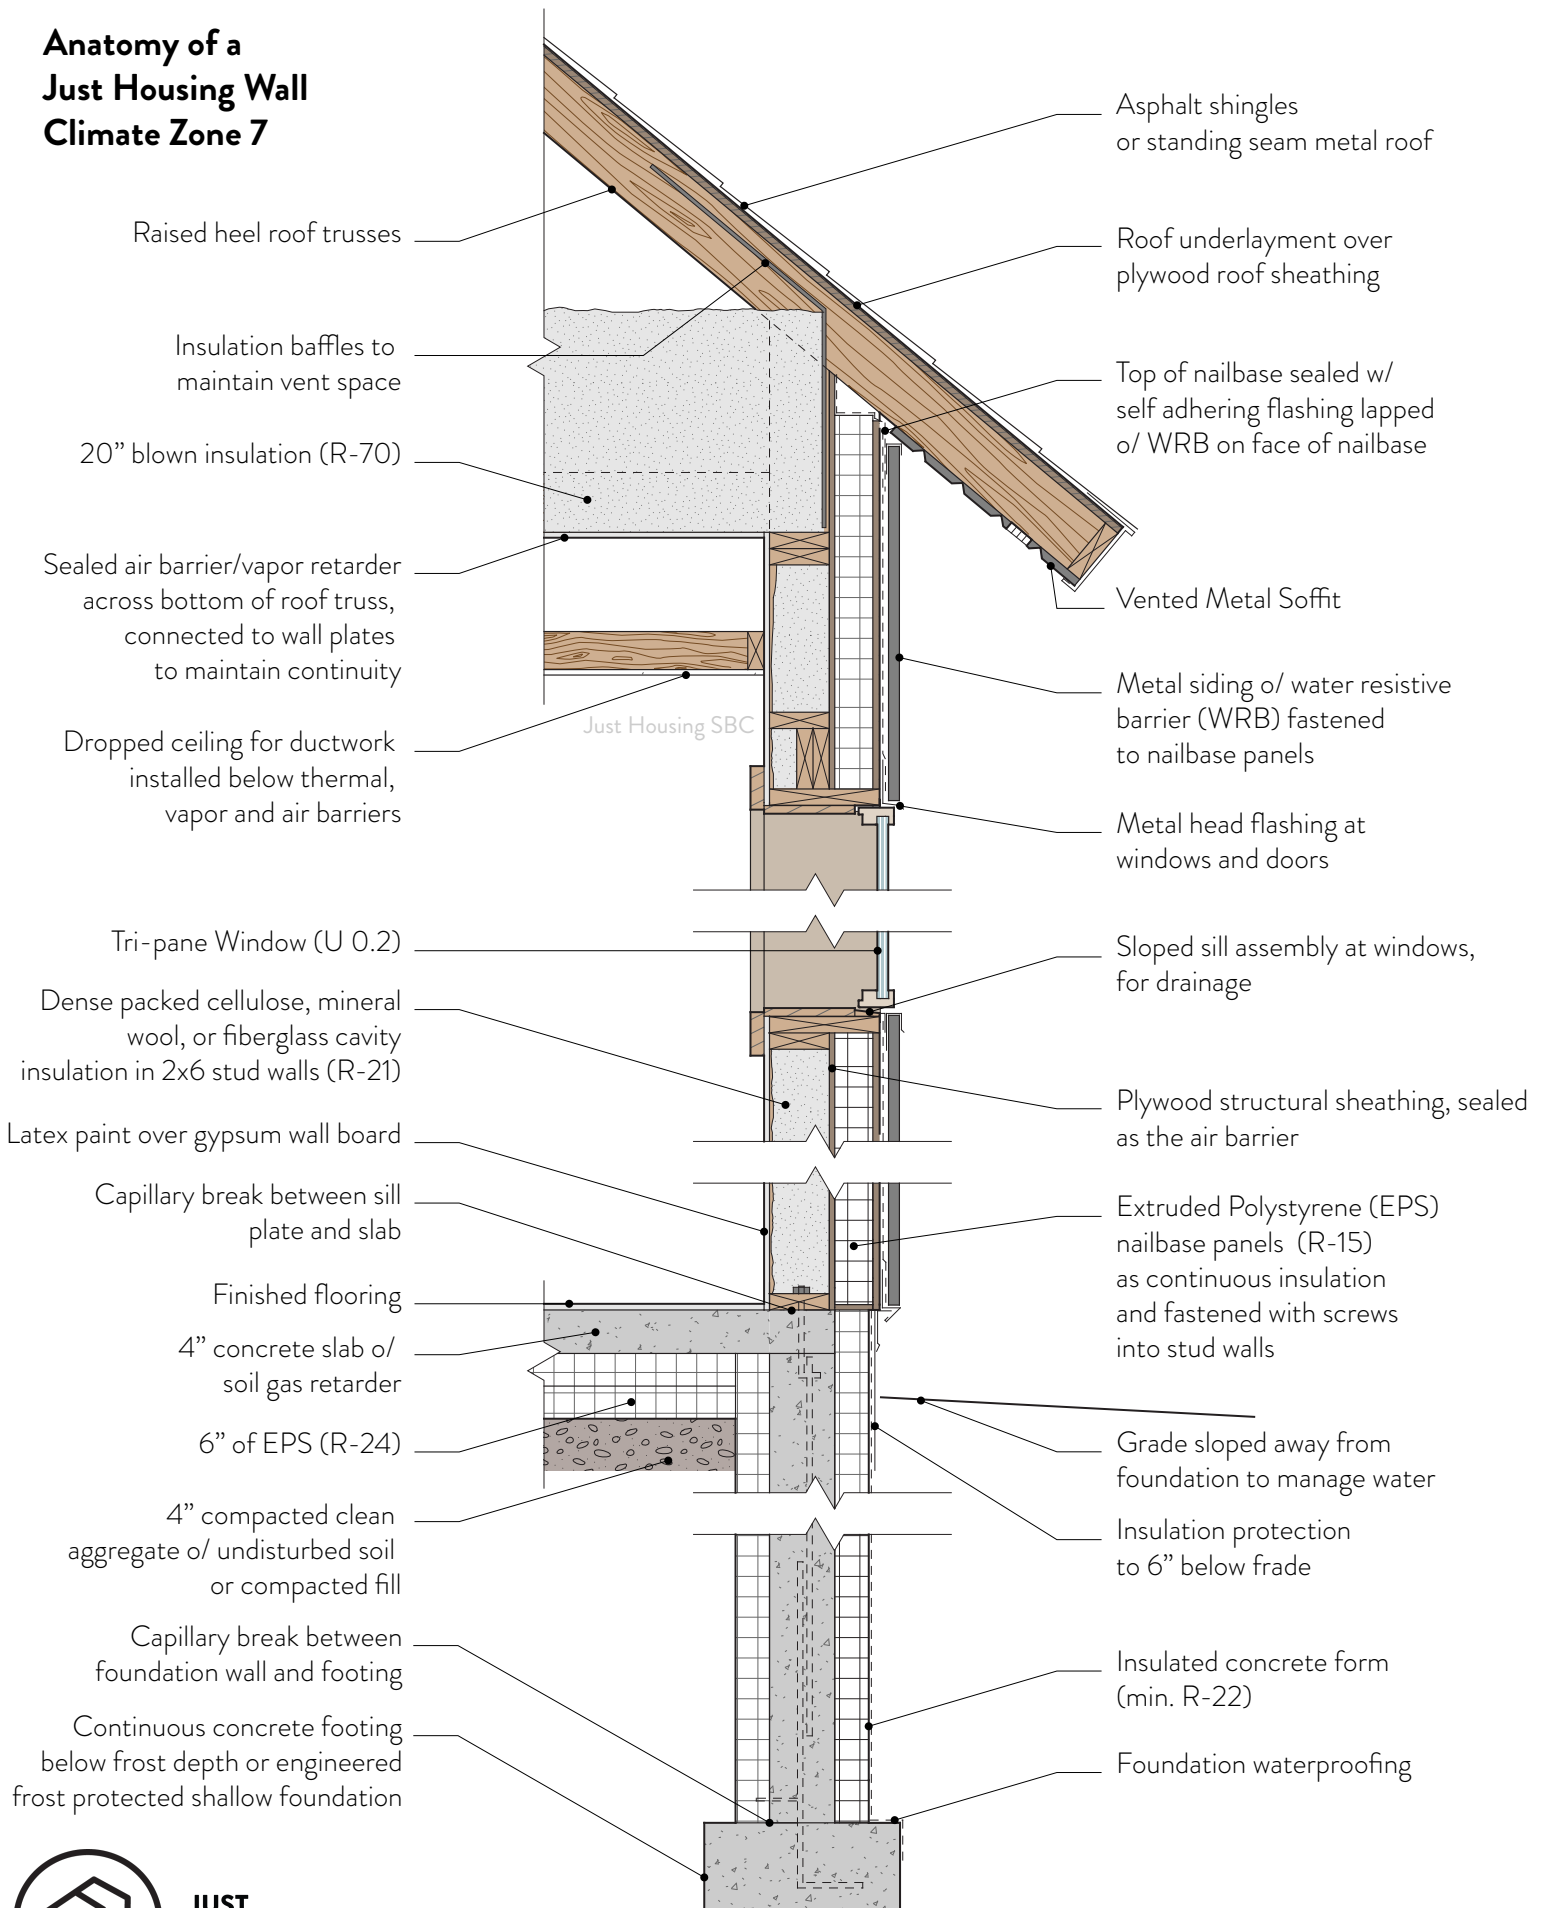 Anatomy of a
Just Housing Wall
Climate Zone 7
Raised heel roof trusses
Insulation baffles to
maintain vent space
20” blown insulation (R-70)
Sealed air barrier/vapor retarder
across bottom of roof truss,
connected to wall plates
to maintain continuity
Dropped ceiling for ductwork
installed below thermal,
vapor and air barriers
Tri-pane Window (U 0.2)
Dense packed cellulose, mineral
wool, or fiberglass cavity
insulation in 2x6 stud walls (R-21)
Latex paint over gypsum wall board
Capillary break between sill
plate and slab
Finished flooring
4” concrete slab o/
soil gas retarder
6” of EPS (R-24)
4” compacted clean
aggregate o/ undisturbed soil
or compacted fill
Capillary break between
foundation wall and footing
Continuous concrete footing
below frost depth or engineered
frost protected shallow foundation
JUST
Just Housing SBC
Asphalt shingles
or standing seam metal roof
Roof underlayment over
plywood roof sheathing
Top of nailbase sealed w/
self adhering flashing lapped
o/ WRB on face of nailbase
Vented Metal Soffit
Metal siding o/ water resistive
barrier (WRB) fastened
to nailbase panels
Metal head flashing at
windows and doors
Sloped sill assembly at windows,
for drainage
Plywood structural sheathing, sealed
as the air barrier
Extruded Polystyrene (EPS)
nailbase panels (R-15)
as continuous insulation
and fastened with screws
into stud walls
Grade sloped away from
foundation to manage water
Insulation protection
to 6” below frade
Insulated concrete form
(min. R-22)
Foundation waterproofing